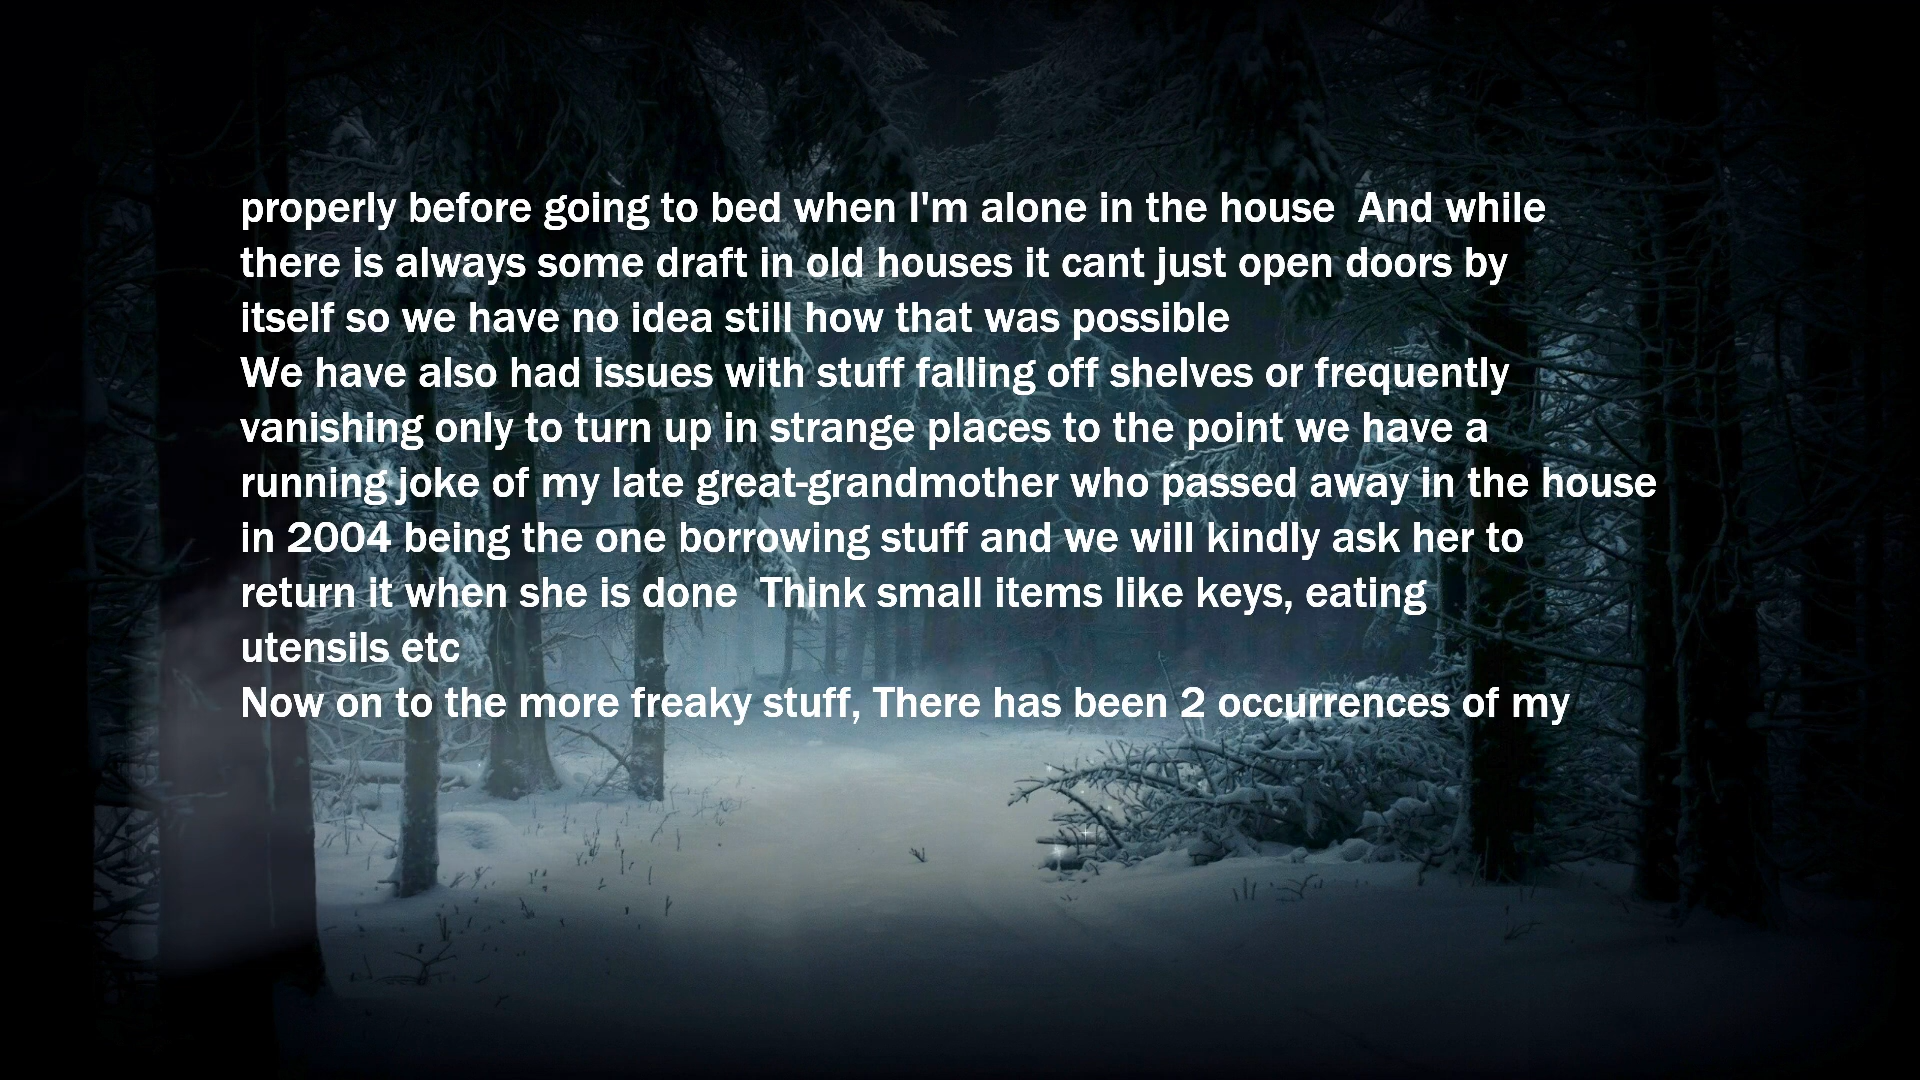 properly before going to bed when I'm alone in the house  And while
there is always some draft in old houses it cant just open doors by
itself so we have no idea still how that was possible
We have also had issues with stuff falling off shelves or frequently
vanishing only to turn up in strange places to the point we have a
running joke of my late great-grandmother who passed away in the house
in 2004 being the one borrowing stuff and we will kindly ask her to
return it when she is done  Think small items like keys, eating
utensils etc
Now on to the more freaky stuff, There has been 2 occurrences of my